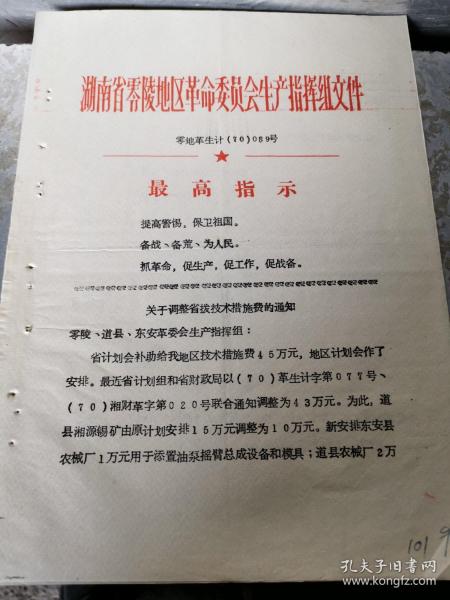 湖南省零陵地区革命委员会生产指挥组文件
零地革生计(70)089号
最高指示
提高警惕,保卫祖国。
备战、备荒、为人民。
抓革命,促生产,促工作,促战备。
关于调整省拨技术措施费的通知
零陵、道县、东安革委会生产指挥组:
省计划会补助给我地区技术措施费45万元,地区计划会作了
安排。最近省计划组和省财政局以(70)革生计字第077号、
(70)湘财革字第020号联合通知调整为43万元。为此,道
县湘源锡矿由原计划安排15万元调整为10万元。新安排东安县
农械厂1万元用于添置油泵摇臂总成设备和模具;道县农械厂2万
101
孔夫子旧书网
www.kongfz.com